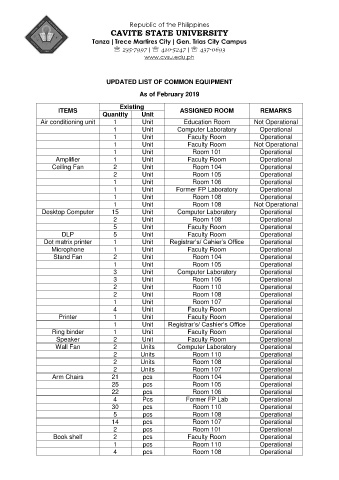 Republic of the Philippines
CAVITE STATE UNIVERSITY
Tanza | Trece Martires City | Gen. Trias City Campus
☏ 235-7997 | ☏ 430-5247 | ☏ 437-0693
www.cvsu.edu.ph
UPDATED LIST OF COMMON EQUIPMENT
As of February 2019
ITEMS Existing ASSIGNED ROOM REMARKS
Quantity Unit
Air conditioning unit 1 Unit Education Room Not Operational
1 Unit Computer Laboratory Operational
1 Unit Faculty Room Operational
1 Unit Faculty Room Not Operational
1 Unit Room 101 Operational
Amplifier 1 Unit Faculty Room Operational
Ceiling Fan 2 Unit Room 104 Operational
2 Unit Room 105 Operational
1 Unit Room 106 Operational
1 Unit Former FP Laboratory Operational
1 Unit Room 108 Operational
1 Unit Room 108 Not Operational
Desktop Computer 15 Unit Computer Laboratory Operational
2 Unit Room 108 Operational
5 Unit Faculty Room Operational
DLP 5 Unit Faculty Room Operational
Dot matrix printer 1 Unit Registrar's/ Cahier's Office Operational
Microphone 1 Unit Faculty Room Operational
Stand Fan 2 Unit Room 104 Operational
1 Unit Room 105 Operational
3 Unit Computer Laboratory Operational
3 Unit Room 106 Operational
2 Unit Room 110 Operational
2 Unit Room 108 Operational
1 Unit Room 107 Operational
4 Unit Faculty Room Operational
Printer 1 Unit Faculty Room Operational
1 Unit Registrar's/ Cashier's Office Operational
Ring binder 1 Unit Faculty Room Operational
Speaker 2 Unit Faculty Room Operational
Wall Fan 2 Units Computer Laboratory Operational
2 Units Room 110 Operational
2 Units Room 108 Operational
2 Units Room 107 Operational
Arm Chairs 21 pcs Room 104 Operational
25 pcs Room 105 Operational
22 pcs Room 106 Operational
4 Pcs Former FP Lab Operational
30 pcs Room 110 Operational
5 pcs Room 108 Operational
14 pcs Room 107 Operational
2 pcs Room 101 Operational
Book shelf 2 pcs Faculty Room Operational
1 pcs Room 110 Operational
4 pcs Room 108 Operational